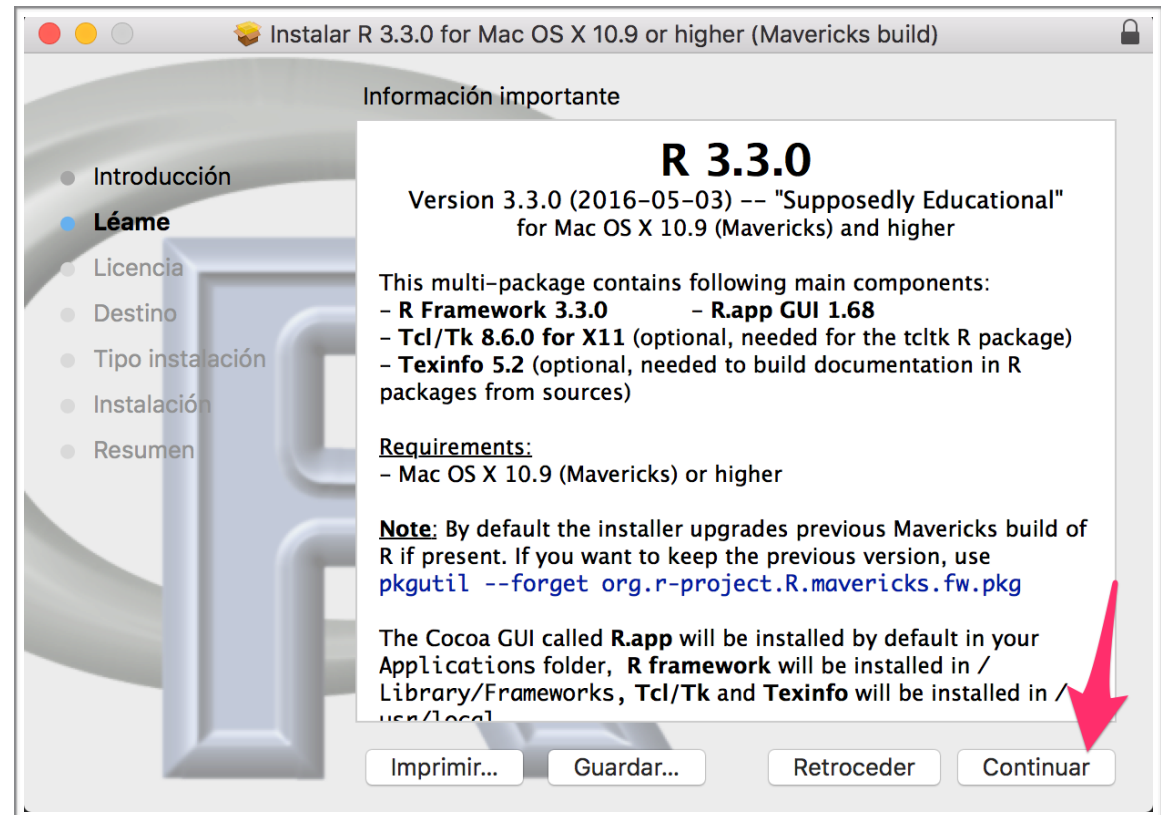 Instalar R 3.3.0 for Mac OS X 10.9 or higher (Mavericks build)
Información importante
Introducción
Léame
Licencia
Destino
Tipo instalación
Instalación
Resumen
R 3.3.0
Version 3.3.0 (2016-05-03) -- "Supposedly Educational"
for Mac OS X 10.9 (Mavericks) and higher
This multi-package contains following main components:
- R Framework 3.3.0 - R.app GUI 1.68
- Tcl/Tk 8.6.0 for X11 (optional, needed for the tcltk R package)
- Texinfo 5.2 (optional, needed to build documentation in R
packages from sources)
Requirements:
- Mac OS X 10.9 (Mavericks) or higher
Note: By default the installer upgrades previous Mavericks build of
R if present. If you want to keep the previous version, use
pkgutil --forget org.r-project.R.mavericks.fw.pkg
The Cocoa GUI called R.app will be installed by default in your
Applications folder, R framework will be installed in /
Library/Frameworks, Tcl/Tk and Texinfo will be installed in /
usr/local
Imprimir... Guardar... Retroceder Continuar